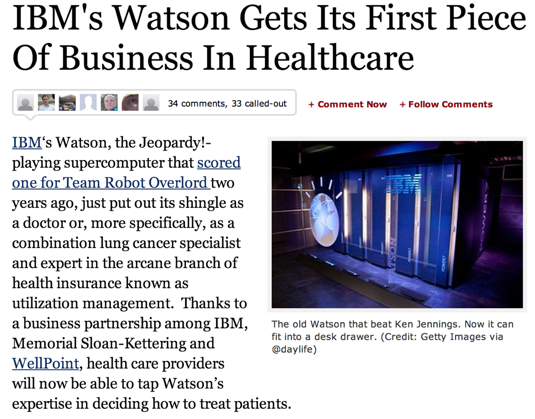 IBM's Watson Gets Its First Piece
Of Business In Healthcare
34 comments, 33 called-out
+ Comment Now
+ Follow Comments
IBM‘s Watson, the Jeopardy!-
playing supercomputer that scored
one for Team Robot Overlord two
years ago, just put out its shingle as
a doctor or, more specifically, as a
combination lung cancer specialist
and expert in the arcane branch of
health insurance known as
utilization management.  Thanks to
a business partnership among IBM,
Memorial Sloan-Kettering and
WellPoint, health care providers
will now be able to tap Watson’s
expertise in deciding how to treat patients.
IBM
WATSON
POWER
The old Watson that beat Ken Jennings. Now it can
fit into a desk drawer. (Credit: Getty Images via
@daylife)